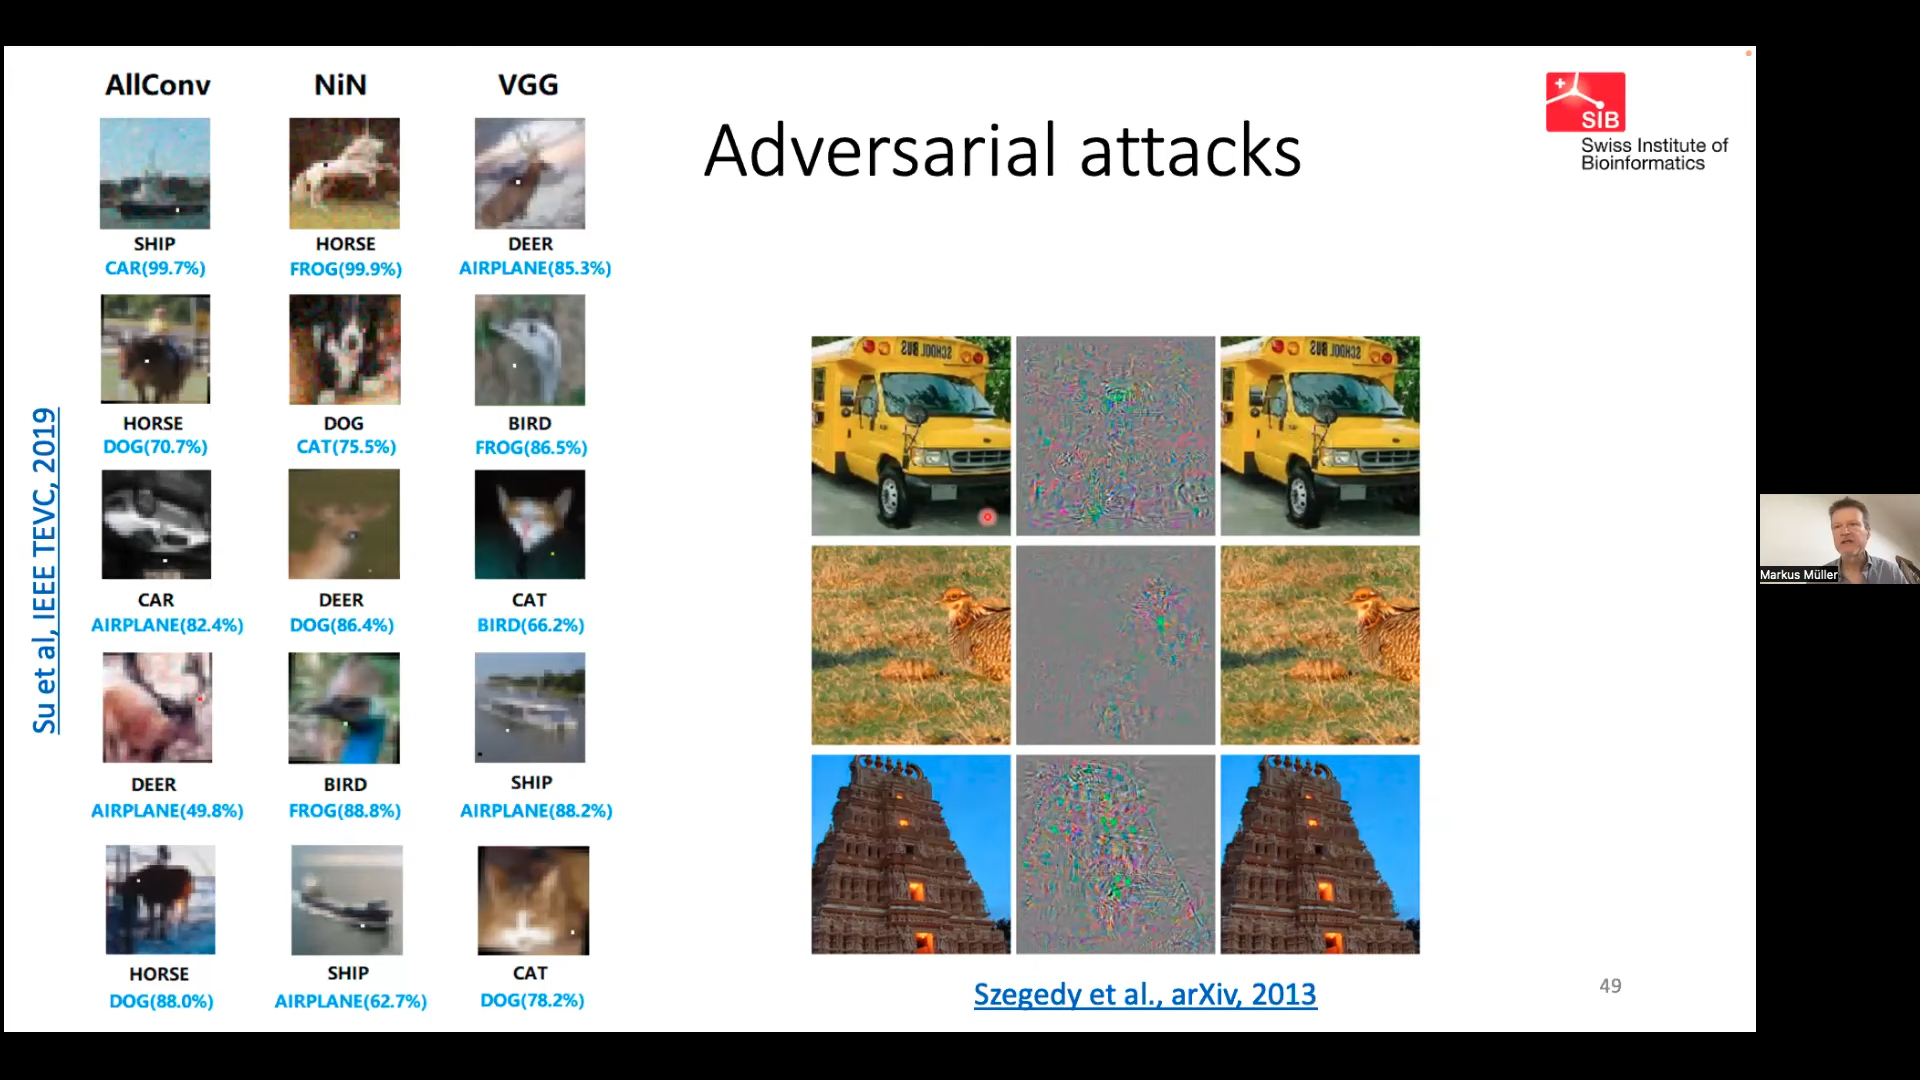 AllConv NiN VGG
SHIP HORSE DEER
CAR(99.7%) FROG(99.9%) AIRPLANE(85.3%)
HORSE DOG BIRD
DOG(70.7%) CAT(75.5%) FROG(86.5%)
CAR DEER CAT
AIRPLANE(82.4%) DOG(86.4%) BIRD(66.2%)
DEER BIRD SHIP
AIRPLANE(49.8%) FROG(88.8%) AIRPLANE(88.2%)
HORSE SHIP CAT
DOG(88.0%) AIRPLANE(62.7%) DOG(78.2%)
Su et al, IEEE TEVC, 2019
Adversarial attacks
SIB
Swiss Institute of
Bioinformatics
SCHOOL BUS
SCHOOL BUS
Szegedy et al., arXiv, 2013
49
Markus Müller